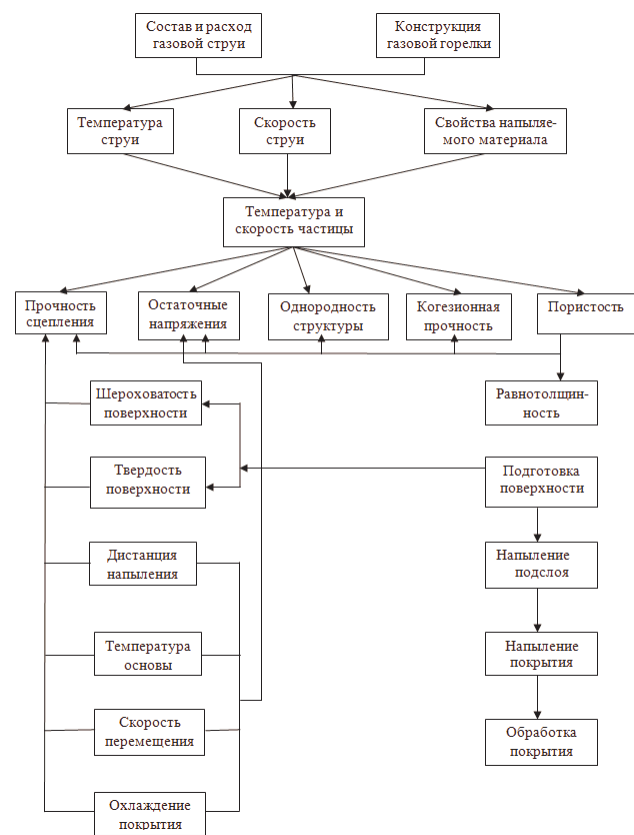 Состав и расход
газовой струи
Конструкция
газовой горелки
Температура
струи
Скорость
струи
Свойства напыляе-
мого материала
Температура и
скорость частицы
Прочность
сцепления
Остаточные
напряжения
Однородность
структуры
Когезионная
прочность
Пористость
Шероховатость
поверхности
Равнотолщин-
ность
Твердость
поверхности
Подготовка
поверхности
Дистанция
напыления
Напыление
подслоя
Температура
основы
Напыление
покрытия
Скорость
перемещения
Обработка
покрытия
Охлаждение
покрытия